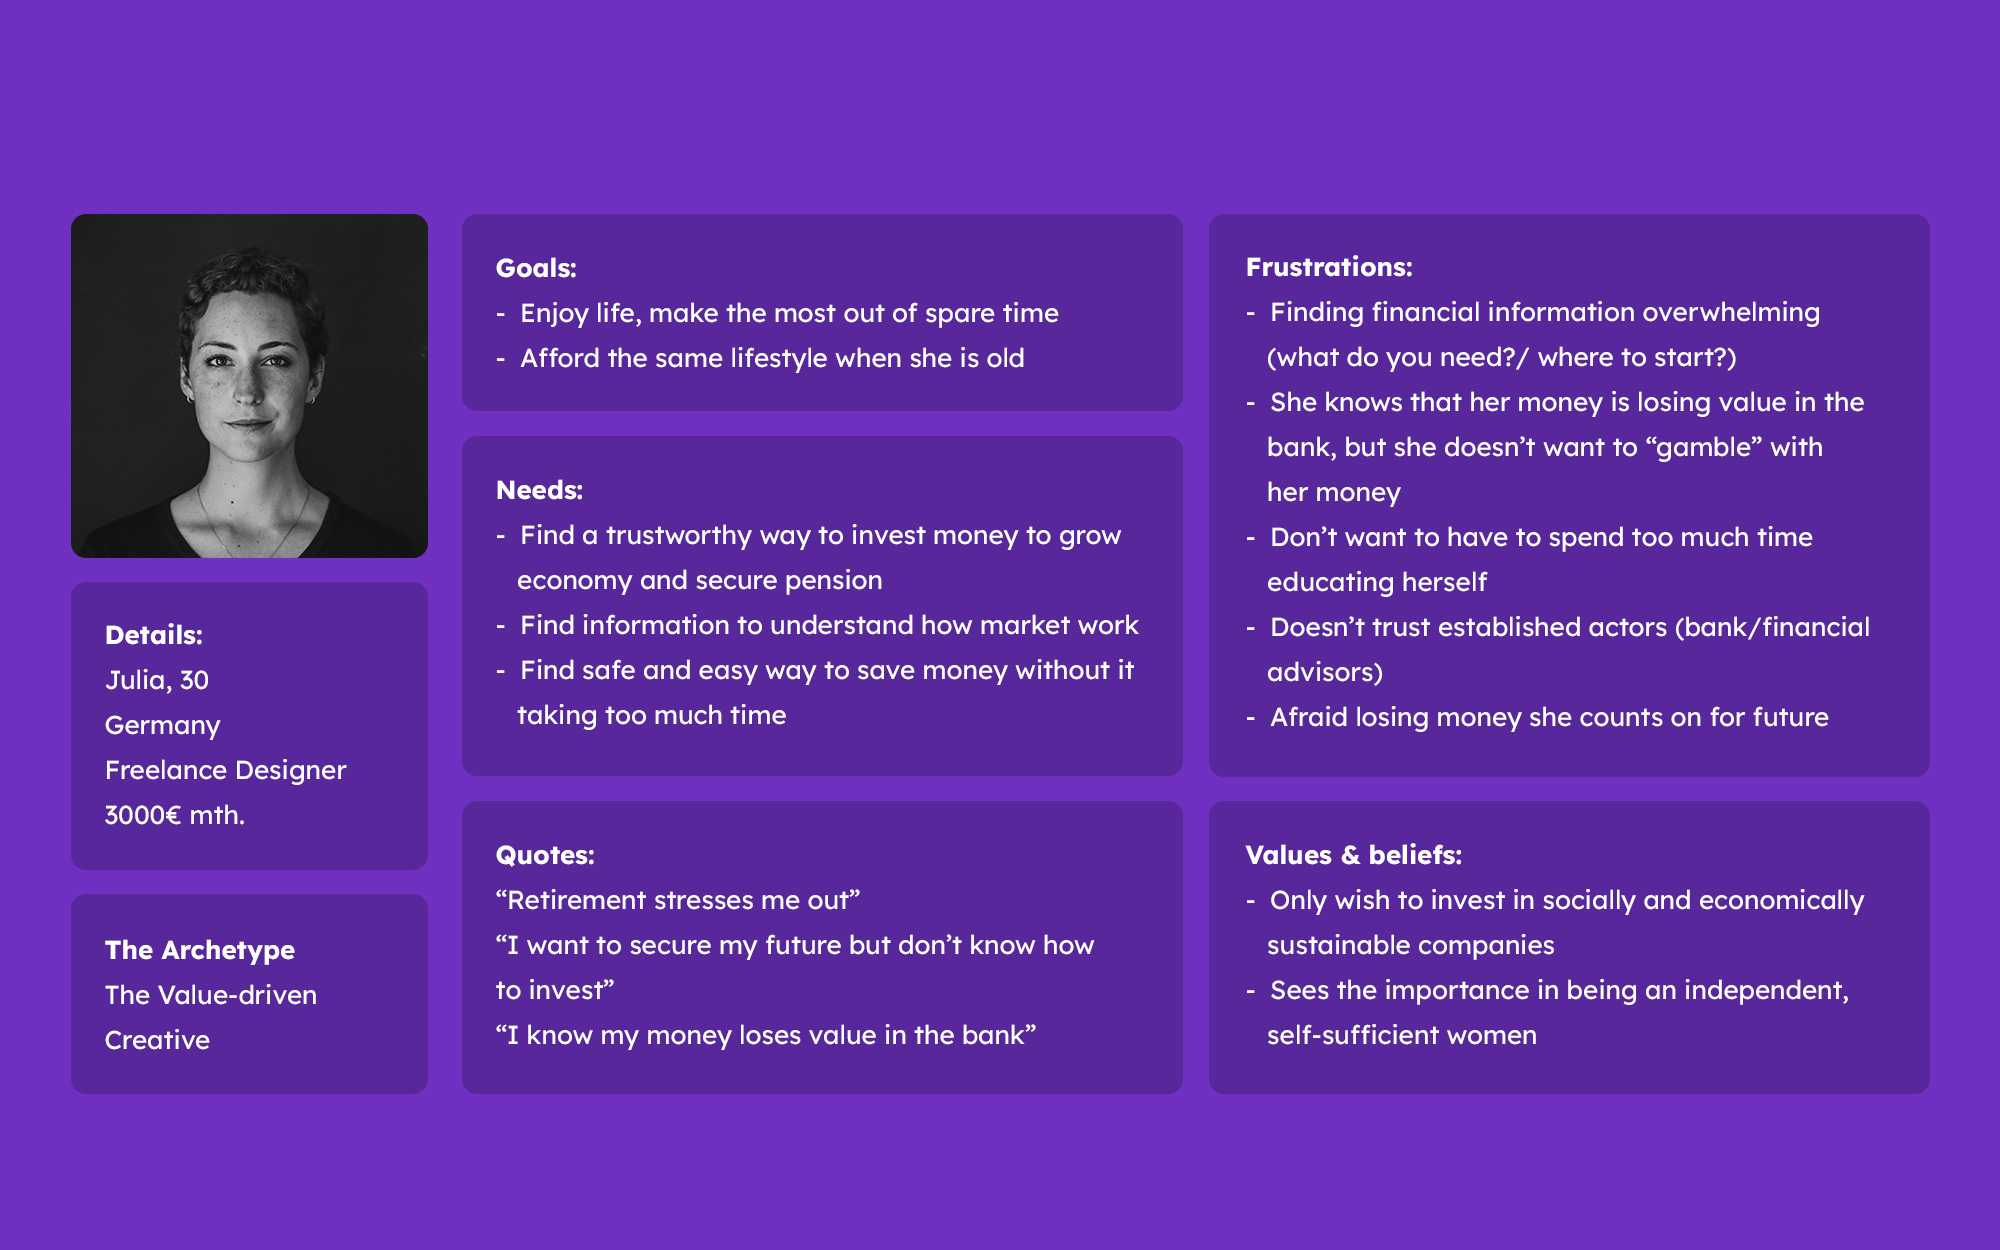 Details:
Julia, 30
Germany
Freelance Designer
3000€ mth.
The Archetype
The Value-driven
Creative
Goals:
- Enjoy life, make the most out of spare time
- Afford the same lifestyle when she is old
Needs:
- Find a trustworthy way to invest money to grow
economy and secure pension
- Find information to understand how market work
- Find safe and easy way to save money without it
taking too much time
Quotes:
“Retirement stresses me out”
“I want to secure my future but don’t know how
to invest”
“I know my money loses value in the bank”
Frustrations:
- Finding financial information overwhelming
(what do you need?/ where to start?)
- She knows that her money is losing value in the
bank, but she doesn’t want to “gamble” with
her money
- Don’t want to have to spend too much time
educating herself
- Doesn’t trust established actors (bank/financial
advisors)
- Afraid losing money she counts on for future
Values & beliefs:
- Only wish to invest in socially and economically
sustainable companies
- Sees the importance in being an independent,
self-sufficient women